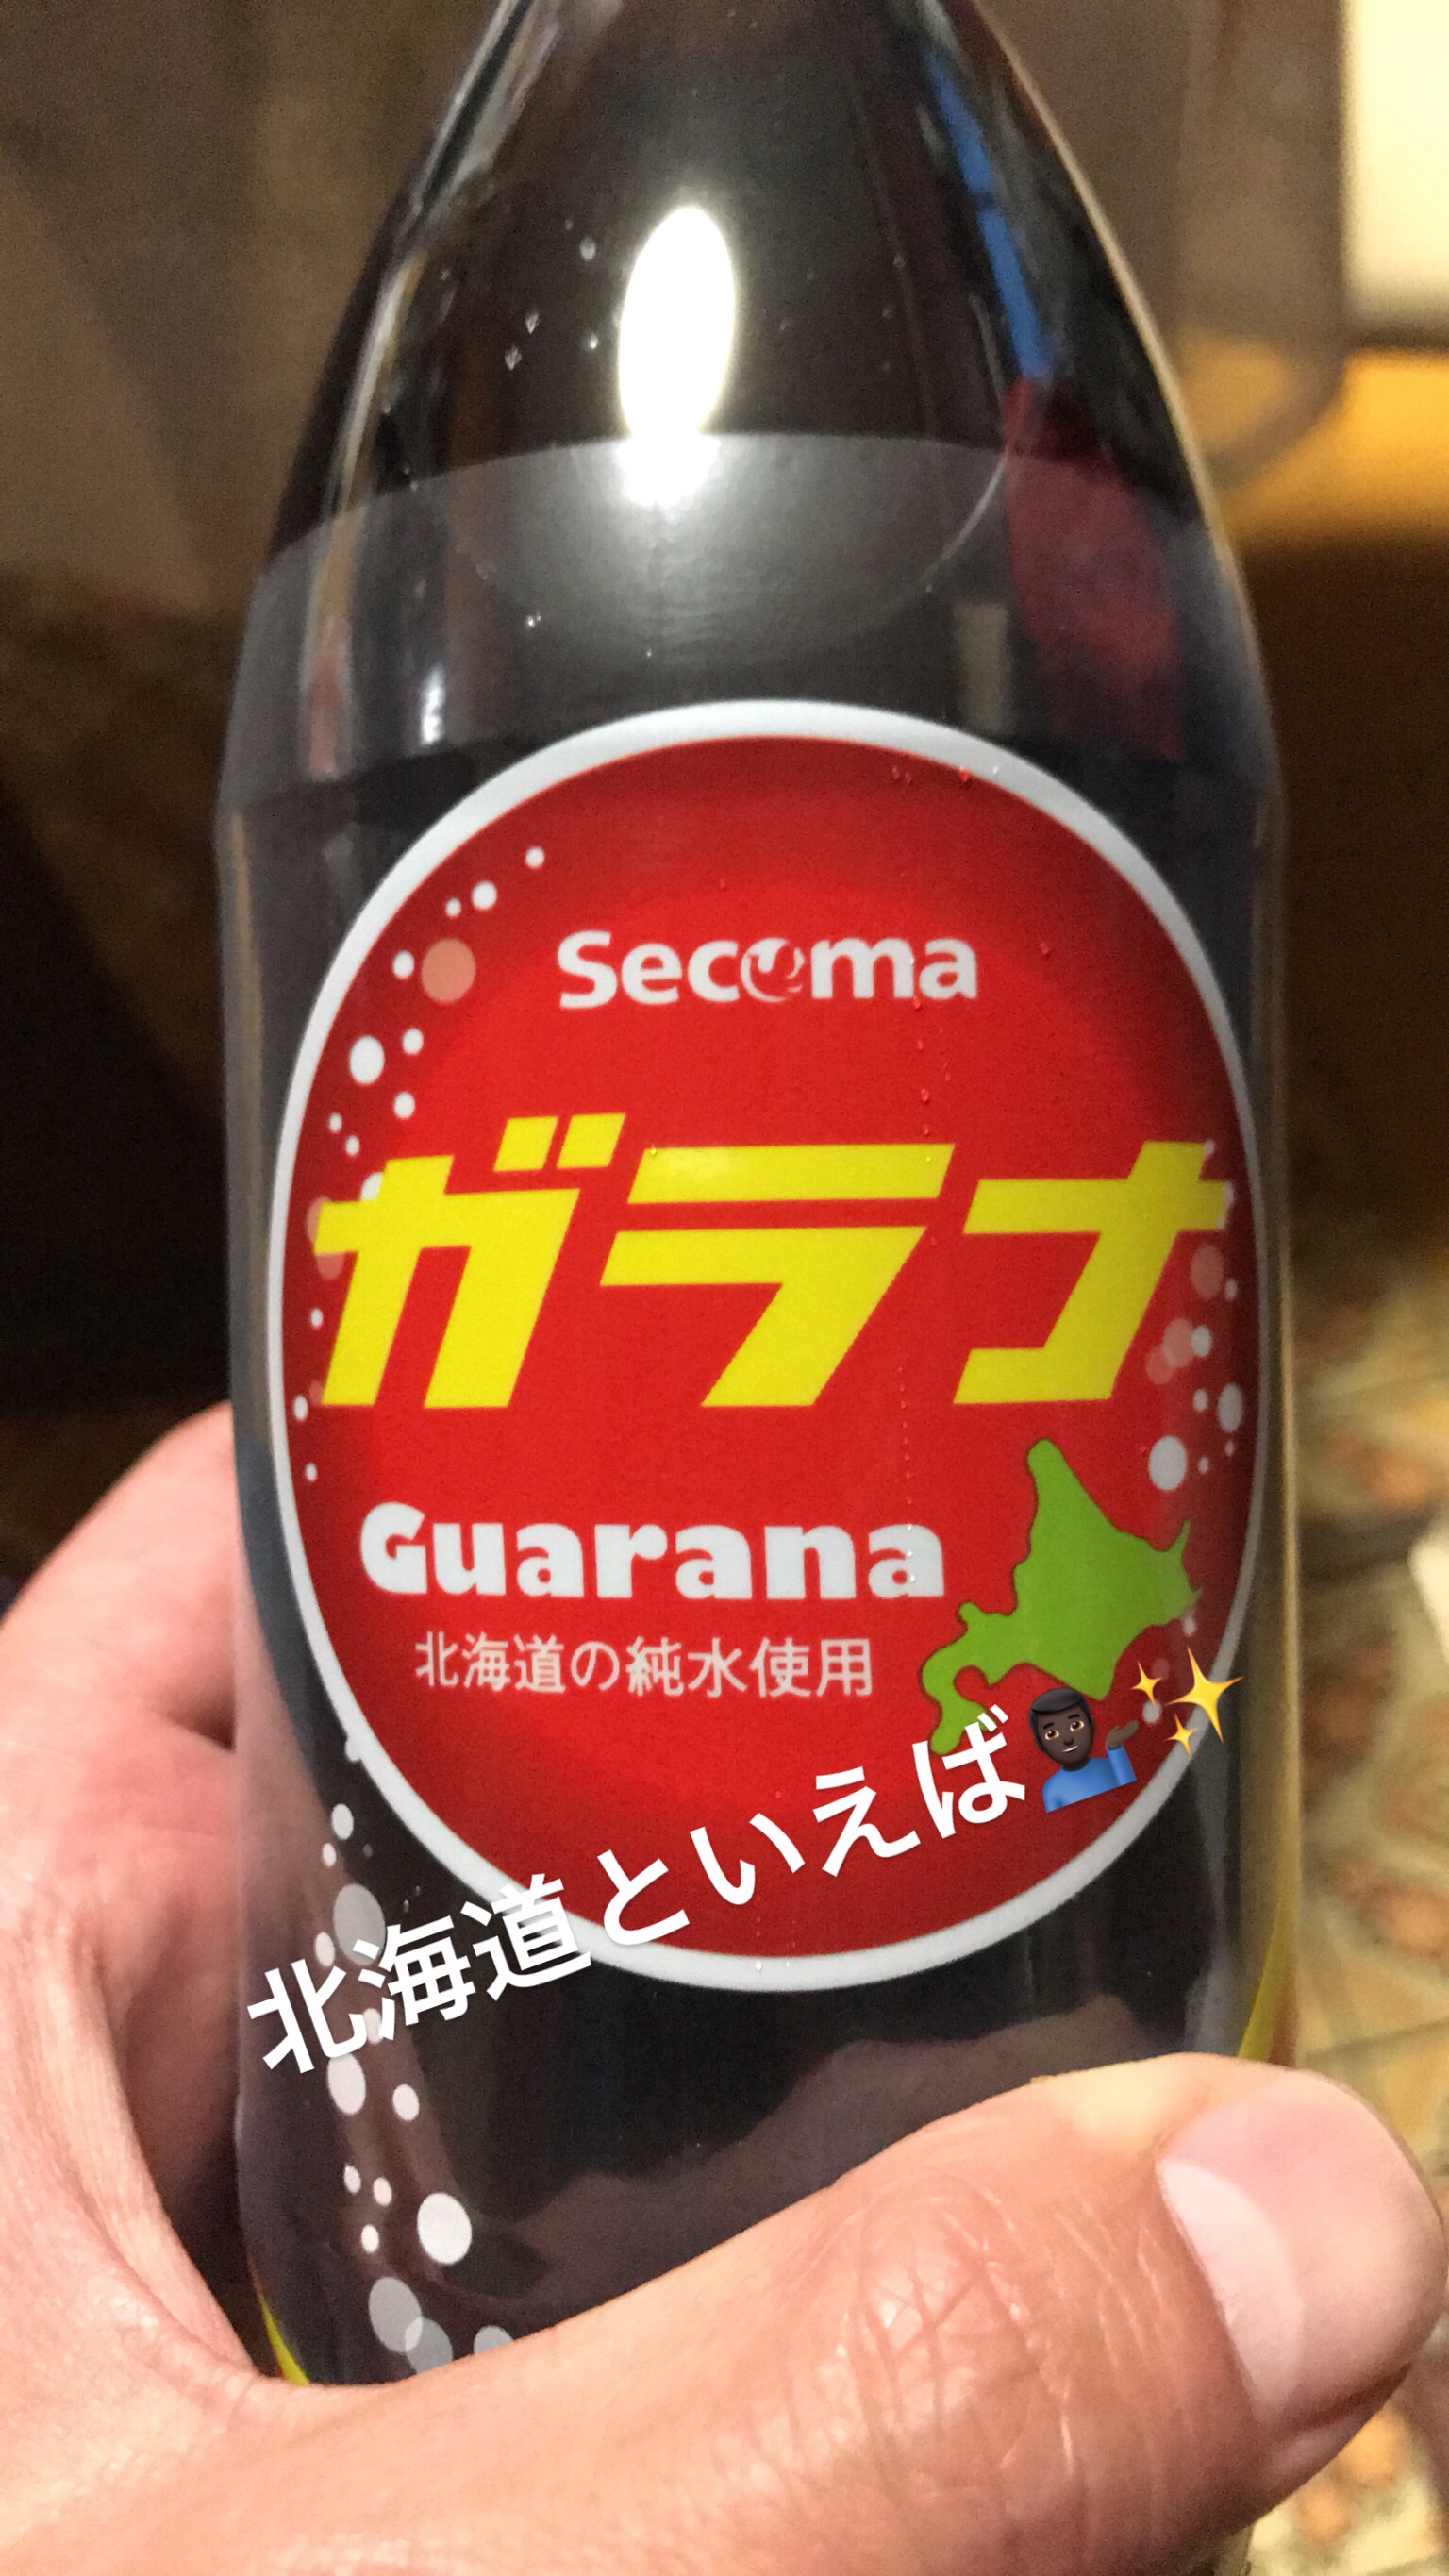 Secoma
ガラナ
Guarana
北海道の純水使用
北海道といえば💁🏿‍♂️✨